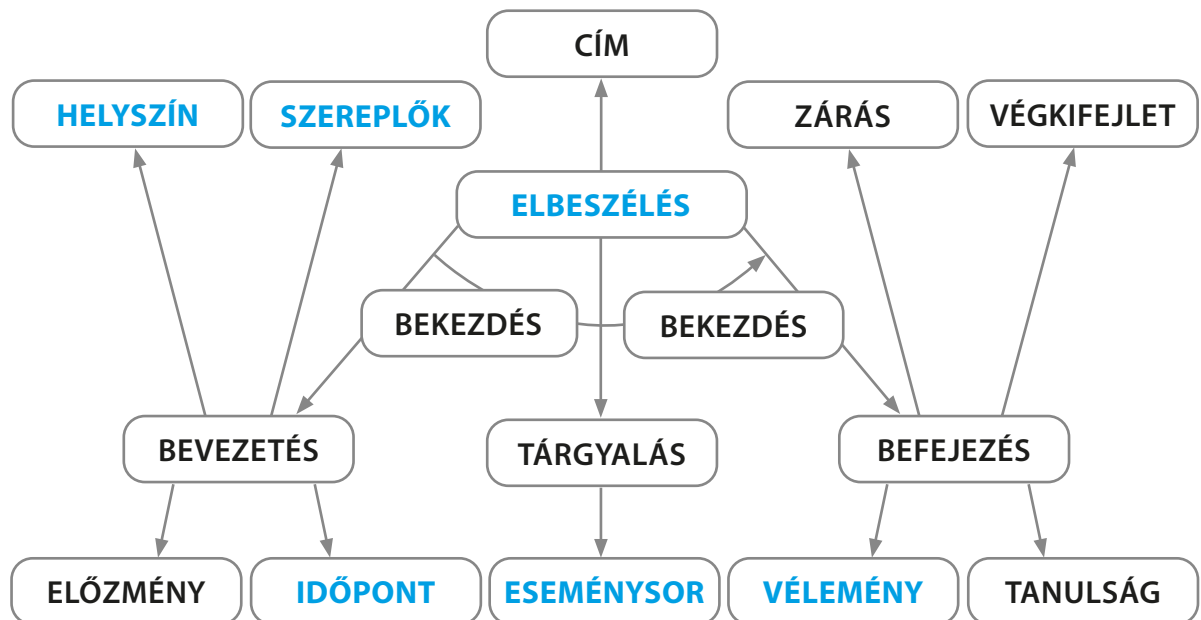 CÍM
HELYSZÍN
SZEREPLŐK
ZÁRÁS
VÉGKIFEJLET
ELBESZÉLÉS
BEKEZDÉS
BEKEZDÉS
BEVEZETÉS
TÁRGYALÁS
BEFEJEZÉS
ELŐZMÉNY
IDŐPONT
ESEMÉNYSOR
VÉLEMÉNY
TANULSÁG